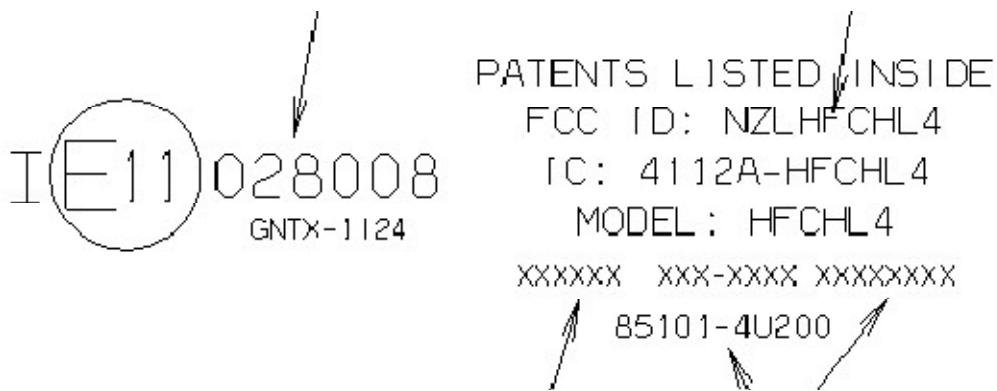 I E11 028008
GNTX-1124
PATENTS LISTED INSIDE
FCC ID: NZLHFCHL4
IC: 4112A-HFCHL4
MODEL: HFCHL4
XXXXXX XXX-XXXX XXXXXXXX
85101-4U200